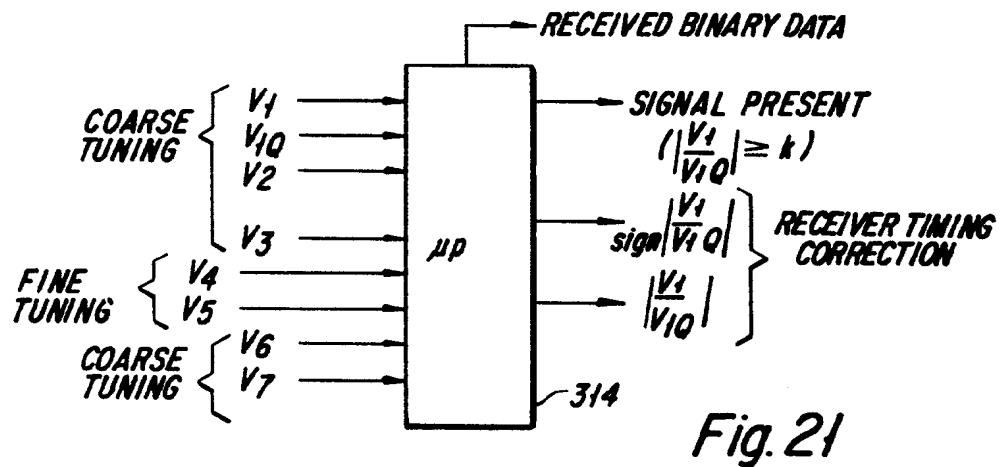 RECEIVED BINARY DATA
COARSE TUNING
V1
V1Q
V2
V3
FINE TUNING
V4
V5
COARSE TUNING
V6
V7
μp
SIGNAL PRESENT
(|V1/V1Q| ≥ k)
sign|V1/V1Q|
|V1/V1Q|
RECEIVER TIMING
CORRECTION
314
Fig. 21